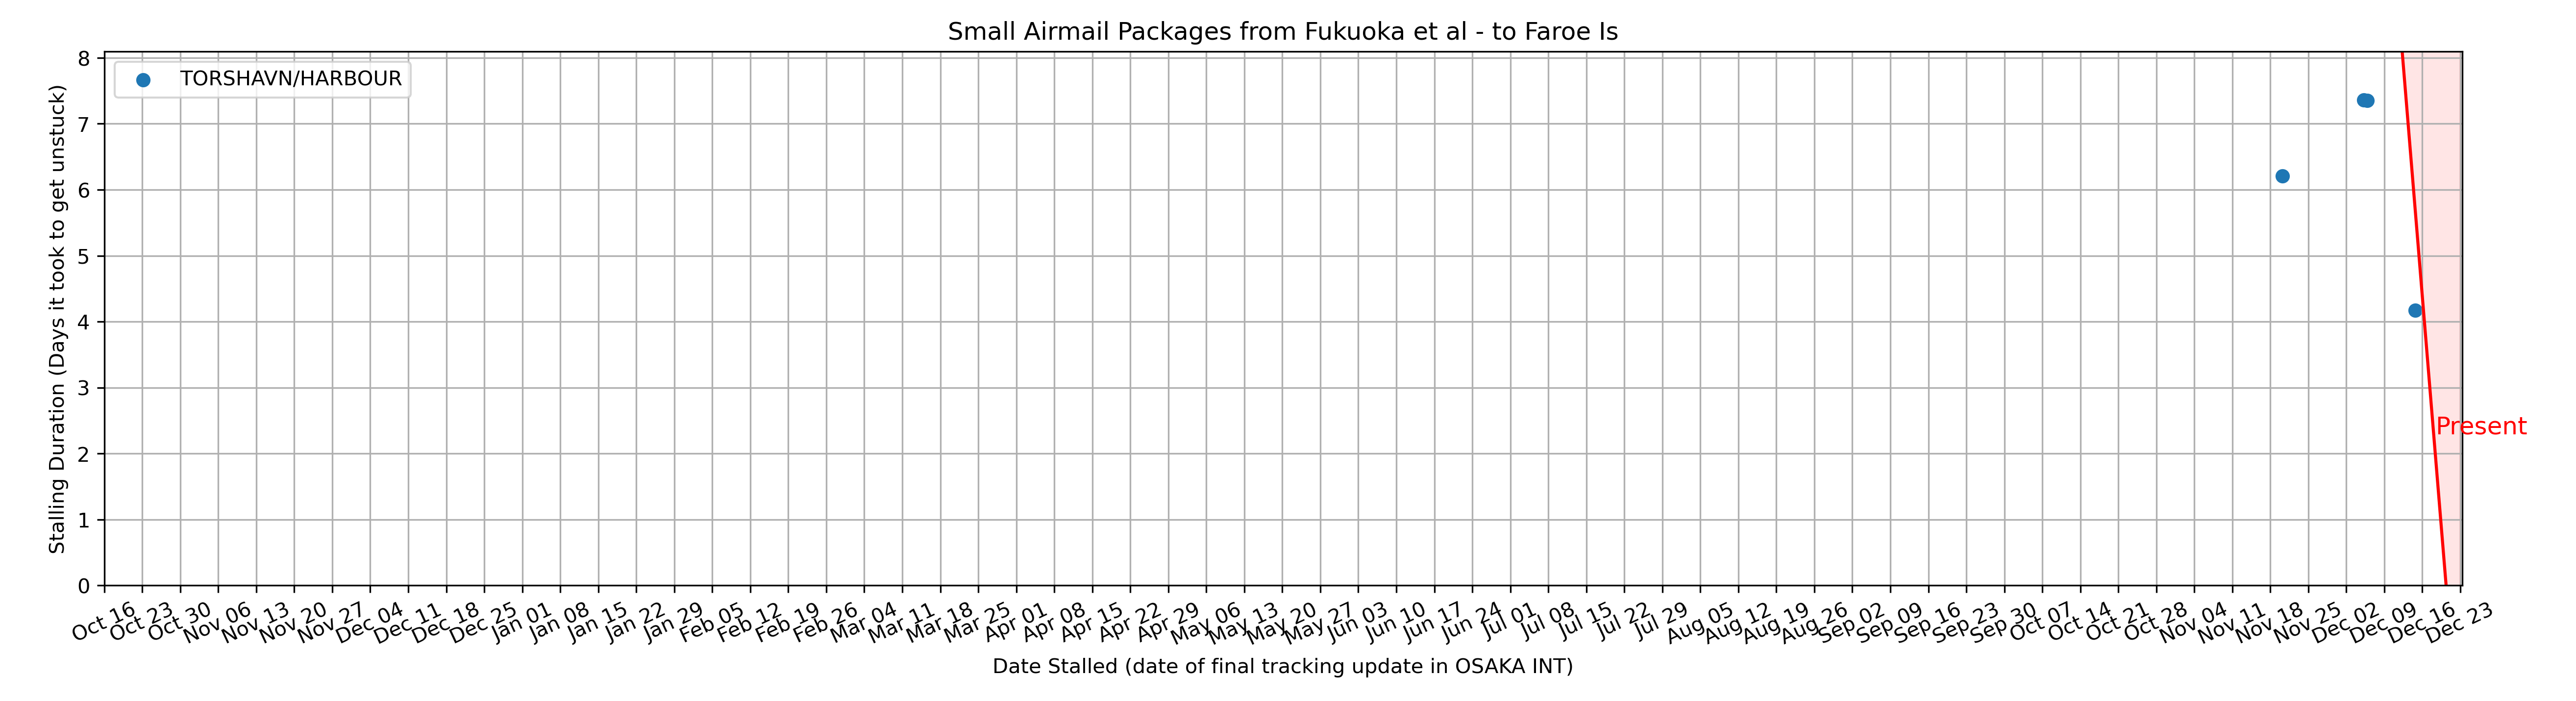 Small Airmail Packages from Fukuoka et al - to Faroe Is
TORSHAVN/HARBOUR
Stalling Duration (Days it took to get unstuck)
8
7
6
5
4
3
2
1
0
Present
Oct 16 Oct 23 Oct 30 Nov 06 Nov 13 Nov 20 Nov 27 Dec 04 Dec 11 Dec 18 Dec 25 Jan 01 Jan 08 Jan 15 Jan 22 Jan 29 Feb 05 Feb 12 Feb 19 Feb 26 Mar 04 Mar 11 Mar 18 Mar 25 Apr 01 Apr 08 Apr 15 Apr 22 Apr 29 May 06 May 13 May 20 May 27 Jun 03 Jun 10 Jun 17 Jun 24 Jul 01 Jul 08 Jul 15 Jul 22 Jul 29 Aug 05 Aug 12 Aug 19 Aug 26 Sep 02 Sep 09 Sep 16 Sep 23 Sep 30 Oct 07 Oct 14 Oct 21 Oct 28 Nov 04 Nov 11 Nov 18 Nov 25 Dec 02 Dec 09 Dec 16 Dec 23
Date Stalled (date of final tracking update in OSAKA INT)